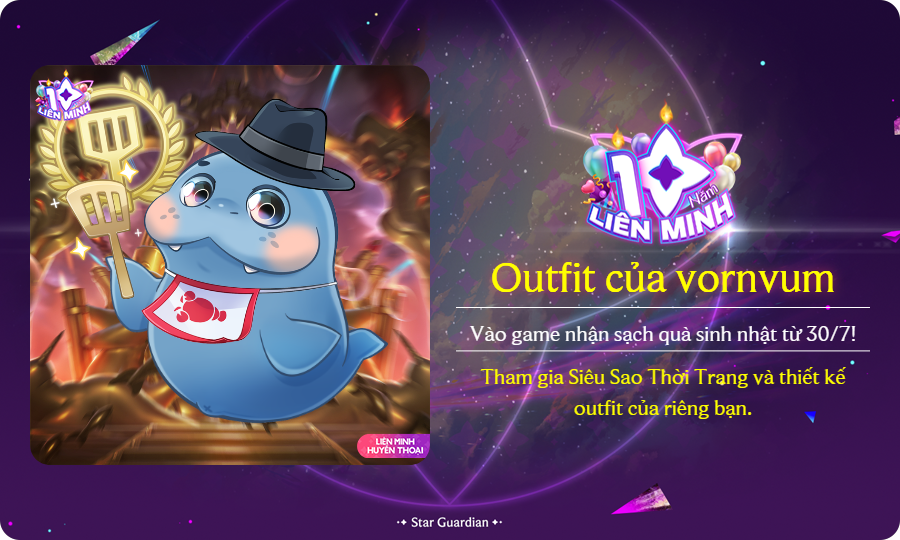 10
LIÊN MINH
10
Năm
LIÊN MINH
Outfit của vornvum
Vào game nhận sạch quà sinh nhật từ 30/7!
Tham gia Siêu Sao Thời Trang và thiết kế
outfit của riêng bạn.
LIÊN MINH
HUYỀN THOẠI
Star Guardian